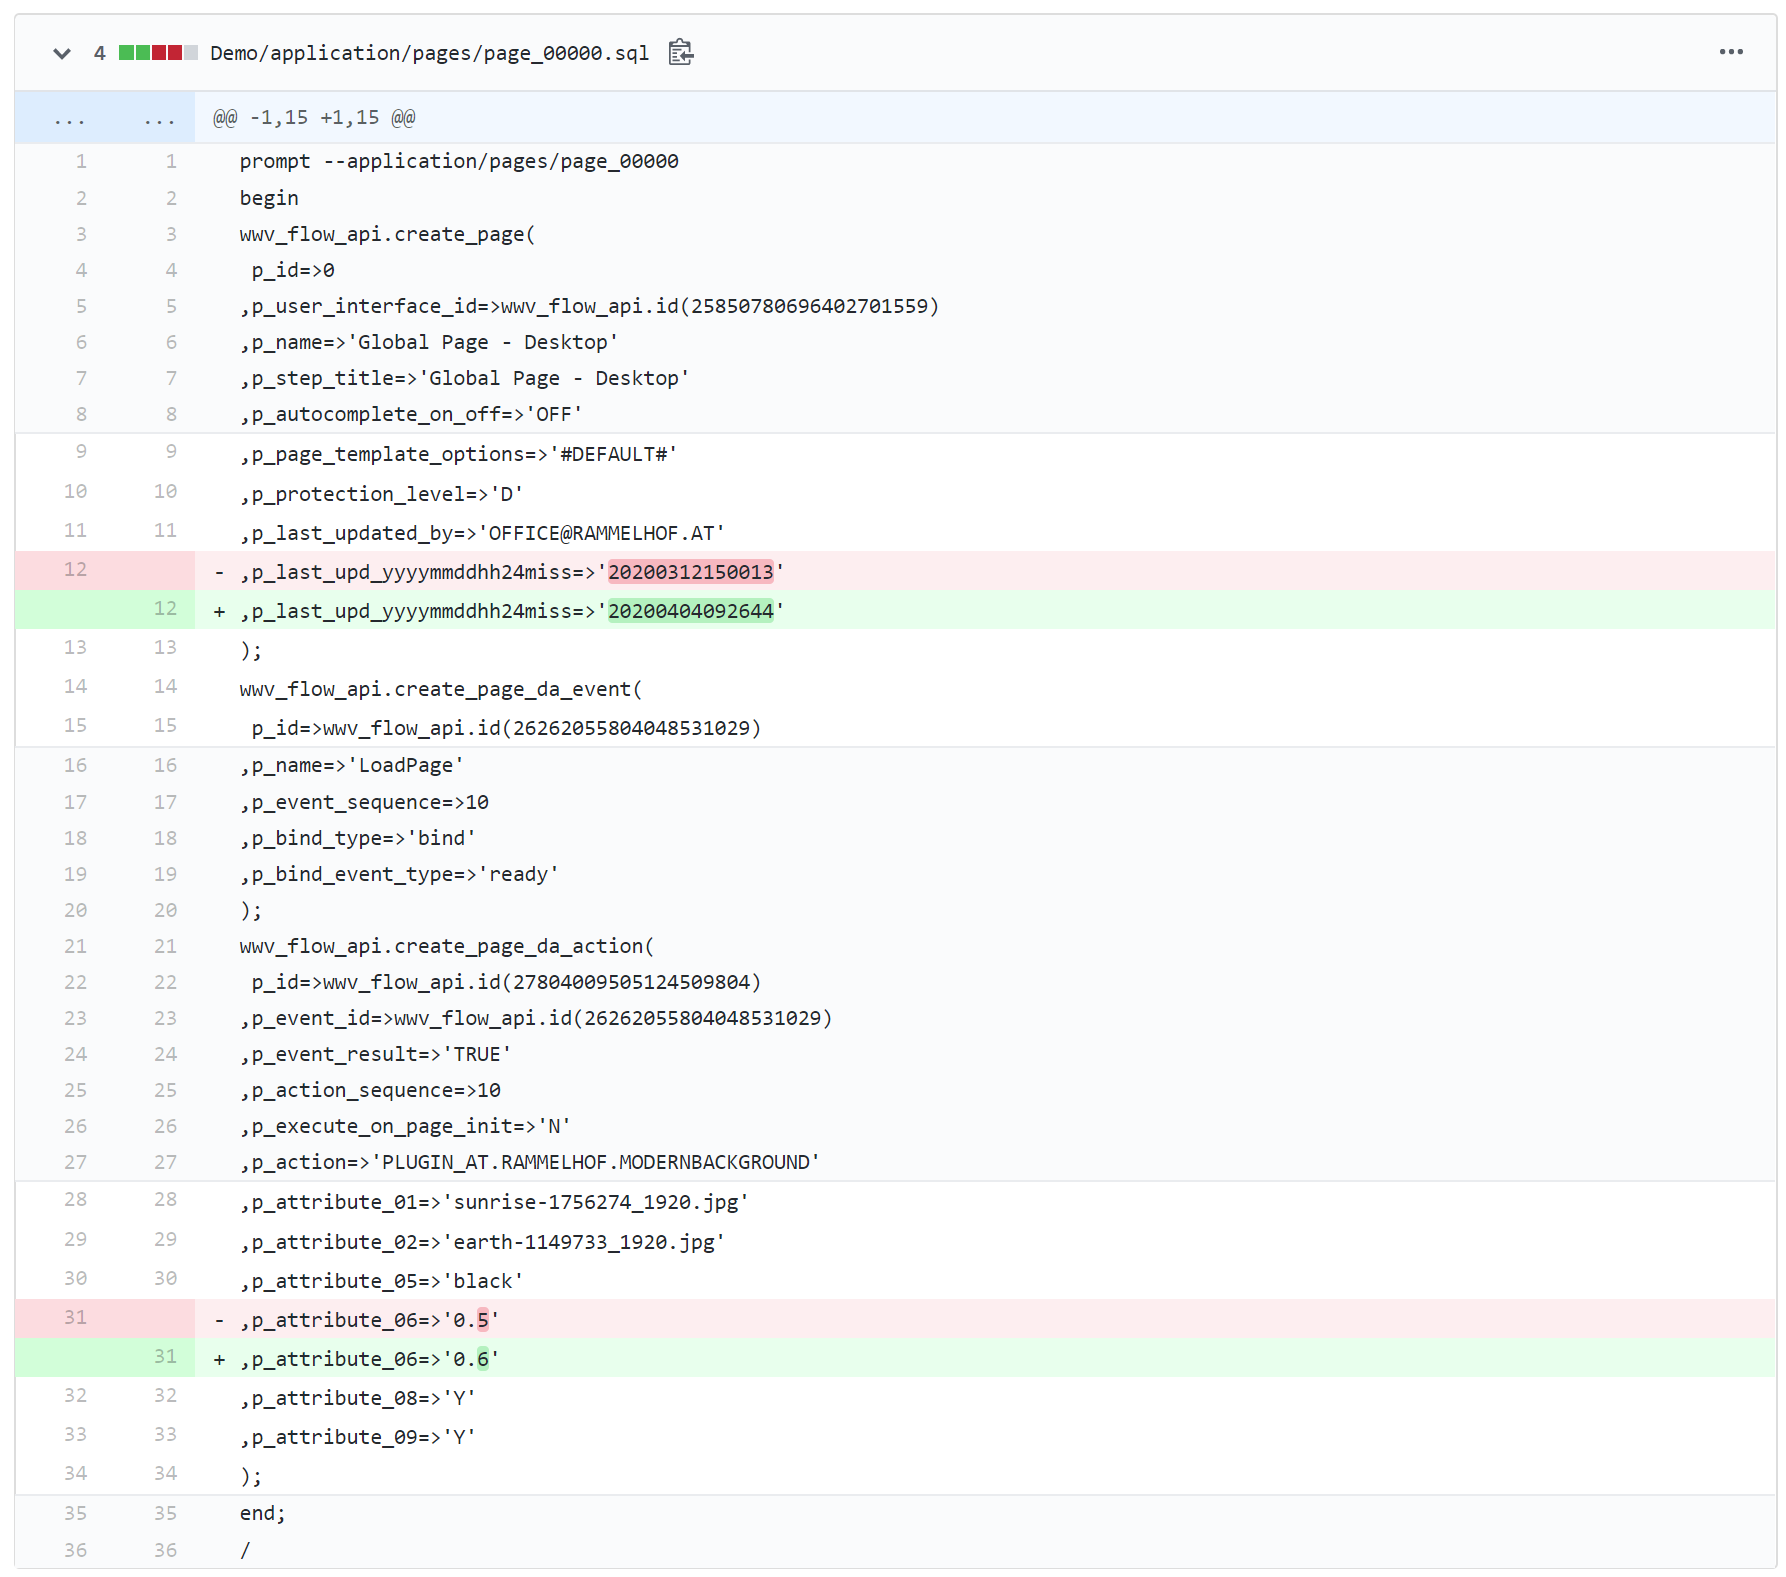 4 Demo/application/pages/page_00000.sql ...
... ... @@ -1,15 +1,15 @@
1 1 prompt --application/pages/page_00000
2 2 begin
3 3 wwv_flow_api.create_page(
4 4 p_id=>0
5 5 ,p_user_interface_id=>wwv_flow_api.id(25850780696402701559)
6 6 ,p_name=>'Global Page - Desktop'
7 7 ,p_step_title=>'Global Page - Desktop'
8 8 ,p_autocomplete_on_off=>'OFF'
9 9 ,p_page_template_options=>'#DEFAULT#'
10 10 ,p_protection_level=>'D'
11 11 ,p_last_updated_by=>'OFFICE@RAMMELHOF.AT'
12 - ,p_last_upd_yyyymmddhh24miss=>'20200312150013'
12 + ,p_last_upd_yyyymmddhh24miss=>'20200404092644'
13 13 );
14 14 wwv_flow_api.create_page_da_event(
15 15 p_id=>wwv_flow_api.id(26262055804048531029)
16 16 ,p_name=>'LoadPage'
17 17 ,p_event_sequence=>10
18 18 ,p_bind_type=>'bind'
19 19 ,p_bind_event_type=>'ready'
20 20 );
21 21 wwv_flow_api.create_page_da_action(
22 22 p_id=>wwv_flow_api.id(27804009505124509804)
23 23 ,p_event_id=>wwv_flow_api.id(26262055804048531029)
24 24 ,p_event_result=>'TRUE'
25 25 ,p_action_sequence=>10
26 26 ,p_execute_on_page_init=>'N'
27 27 ,p_action=>'PLUGIN_AT.RAMMELHOF.MODERNBACKGROUND'
28 28 ,p_attribute_01=>'sunrise-1756274_1920.jpg'
29 29 ,p_attribute_02=>'earth-1149733_1920.jpg'
30 30 ,p_attribute_05=>'black'
31 - ,p_attribute_06=>'0.5'
31 + ,p_attribute_06=>'0.6'
32 32 ,p_attribute_08=>'Y'
33 33 ,p_attribute_09=>'Y'
34 34 );
35 35 end;
36 36 /